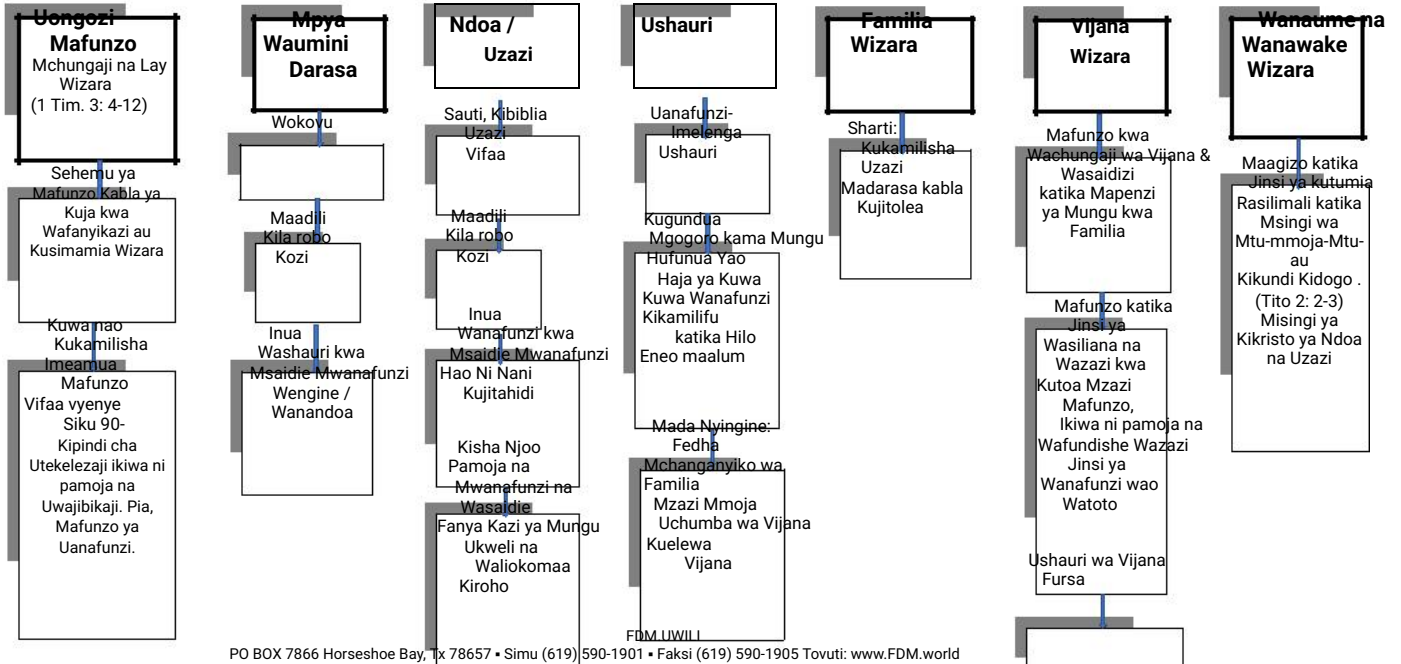 Uongozi
Mafunzo
Mchungaji na Lay
Wizara
(1 Tim. 3: 4-12)
Sehemu ya
Mafunzo Kabla ya
Kuja kwa
Wafanyikazi au
Kusimamia Wizara
Kuwa nao
Kukamilisha
Imeamua
Mafunzo
Vifaa vyenye
Siku 90-
Kipindi cha
Utekelezaji ikiwa ni
pamoja na
Uwajibikaji. Pia,
Mafunzo ya
Uanafunzi.
Mpya
Waumini
Darasa
Wokovu
Maadili
Kila robo
Kozi
Inua
Washauri kwa
Msaidie Mwanafunzi
Wengine /
Wanandoa
Ndoa /
Uzazi
Sauti, Kibiblia
Uzazi
Vifaa
Maadili
Kila robo
Kozi
Inua
Wanafunzi kwa
Msaidie Mwanafunzi
Hao Ni Nani
Kujitahidi
Kisha Njoo
Pamoja na
Mwanafunzi na
Wasaidie
Fanya Kazi ya Mungu
Ukweli na
Waliokomaa
Kiroho
Ushauri
Uanafunzi-
Imelenga
Ushauri
Kugundua
Mgogoro kama Mungu
Hufunua Yao
Haja ya Kuwa
Kuwa Wanafunzi
Kikamilifu
katika Hilo
Eneo maalum
Mada Nyingine:
Fedha
Mchanganyiko wa
Familia
Mzazi Mmoja
Uchumba wa Vijana
Kuelewa
Vijana
Familia
Wizara
Sharti:
Kukamilisha
Uzazi
Madarasa kabla
Kujitolea
Vijana
Wizara
Mafunzo kwa
Wachungaji wa Vijana &
Wasaidizi
katika Mapenzi
ya Mungu kwa
Familia
Mafunzo katika
Jinsi ya
Wasiliana na
Wazazi kwa
Kutoa Mzazi
Mafunzo,
Ikiwa ni pamoja na
Wafundishe Wazazi
Jinsi ya
Wanafunzi wao
Watoto
Ushauri wa Vijana
Fursa
Wanaume na
Wanawake
Wizara
Maagizo katika
Jinsi ya kutumia
Rasilimali katika
Msingi wa
Mtu-mmoja-Mtu-
au
Kikundi Kidogo .
(Tito 2: 2-3)
Misingi ya
Kikristo ya Ndoa
na Uzazi
FDM.UWILI
PO BOX 7866 Horseshoe Bay, Tx 78657 ▪ Simu (619) 590-1901 ▪ Faksi (619) 590-1905 Tovuti: www.FDM.world